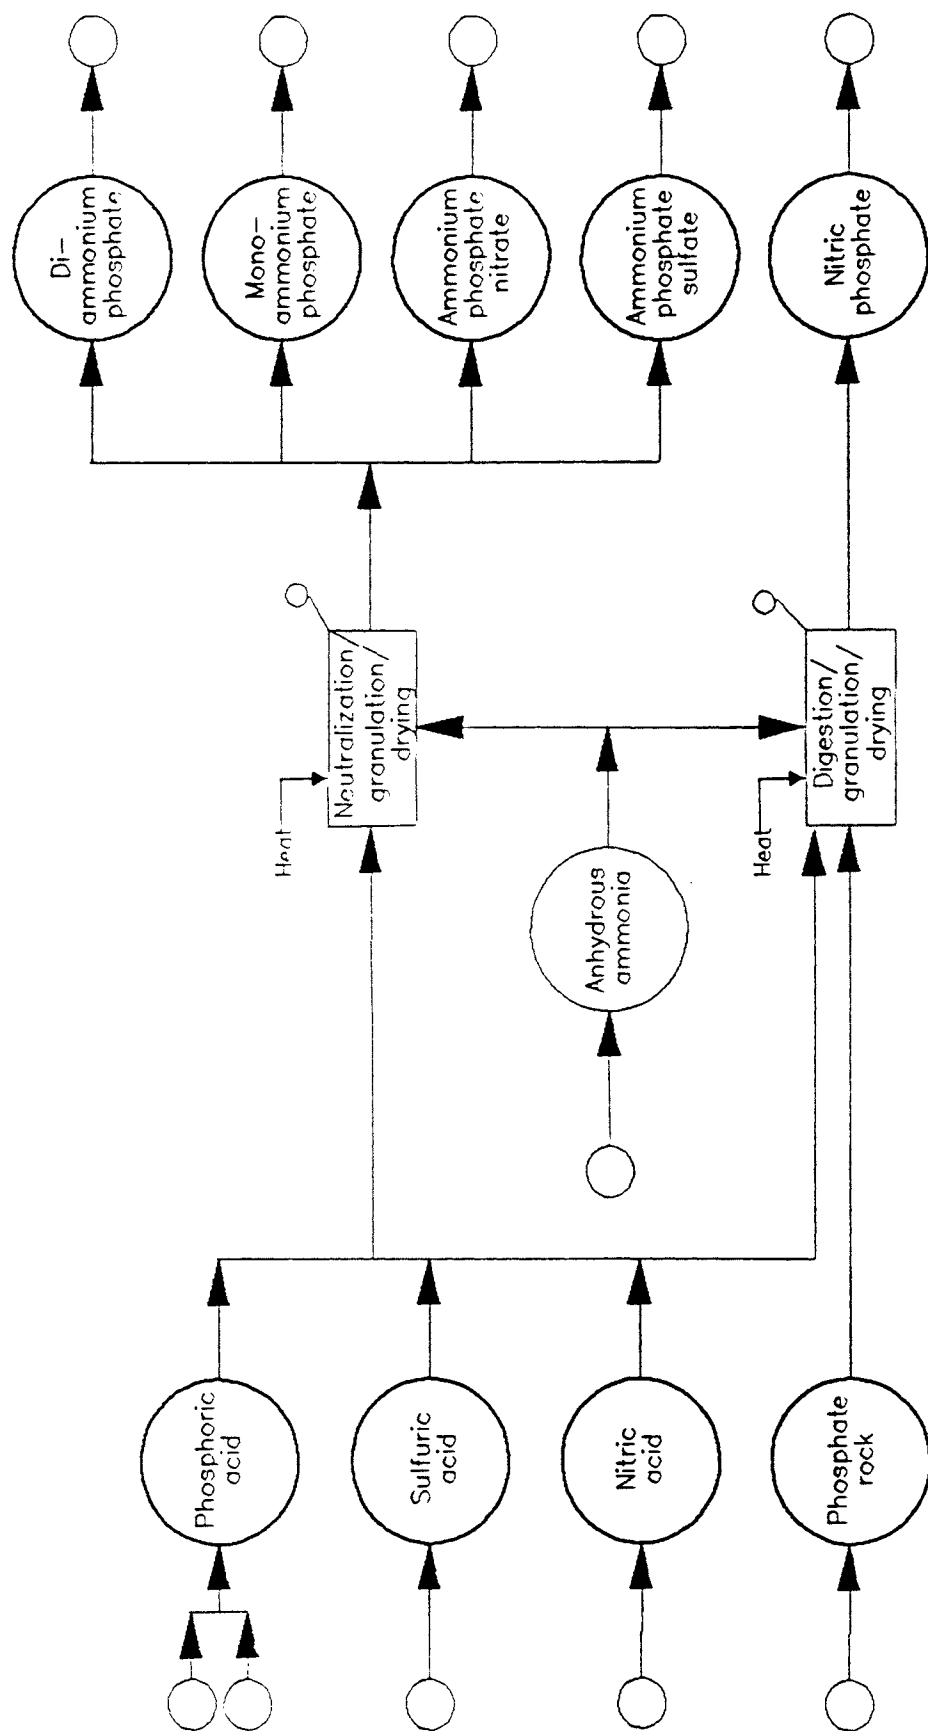 Phosphoric
acid
Sulfuric
acid
Nitric
acid
Phosphate
rock
Anhydrous
ammonia
Heat
Neutralization/
granulation/
drying
Heat
Digestion/
granulation/
drying
Di-
ammonium
phosphate
Mono-
ammonium
phosphate
Ammonium
phosphate
nitrate
Ammonium
phosphate
sulfate
Nitric
phosphate